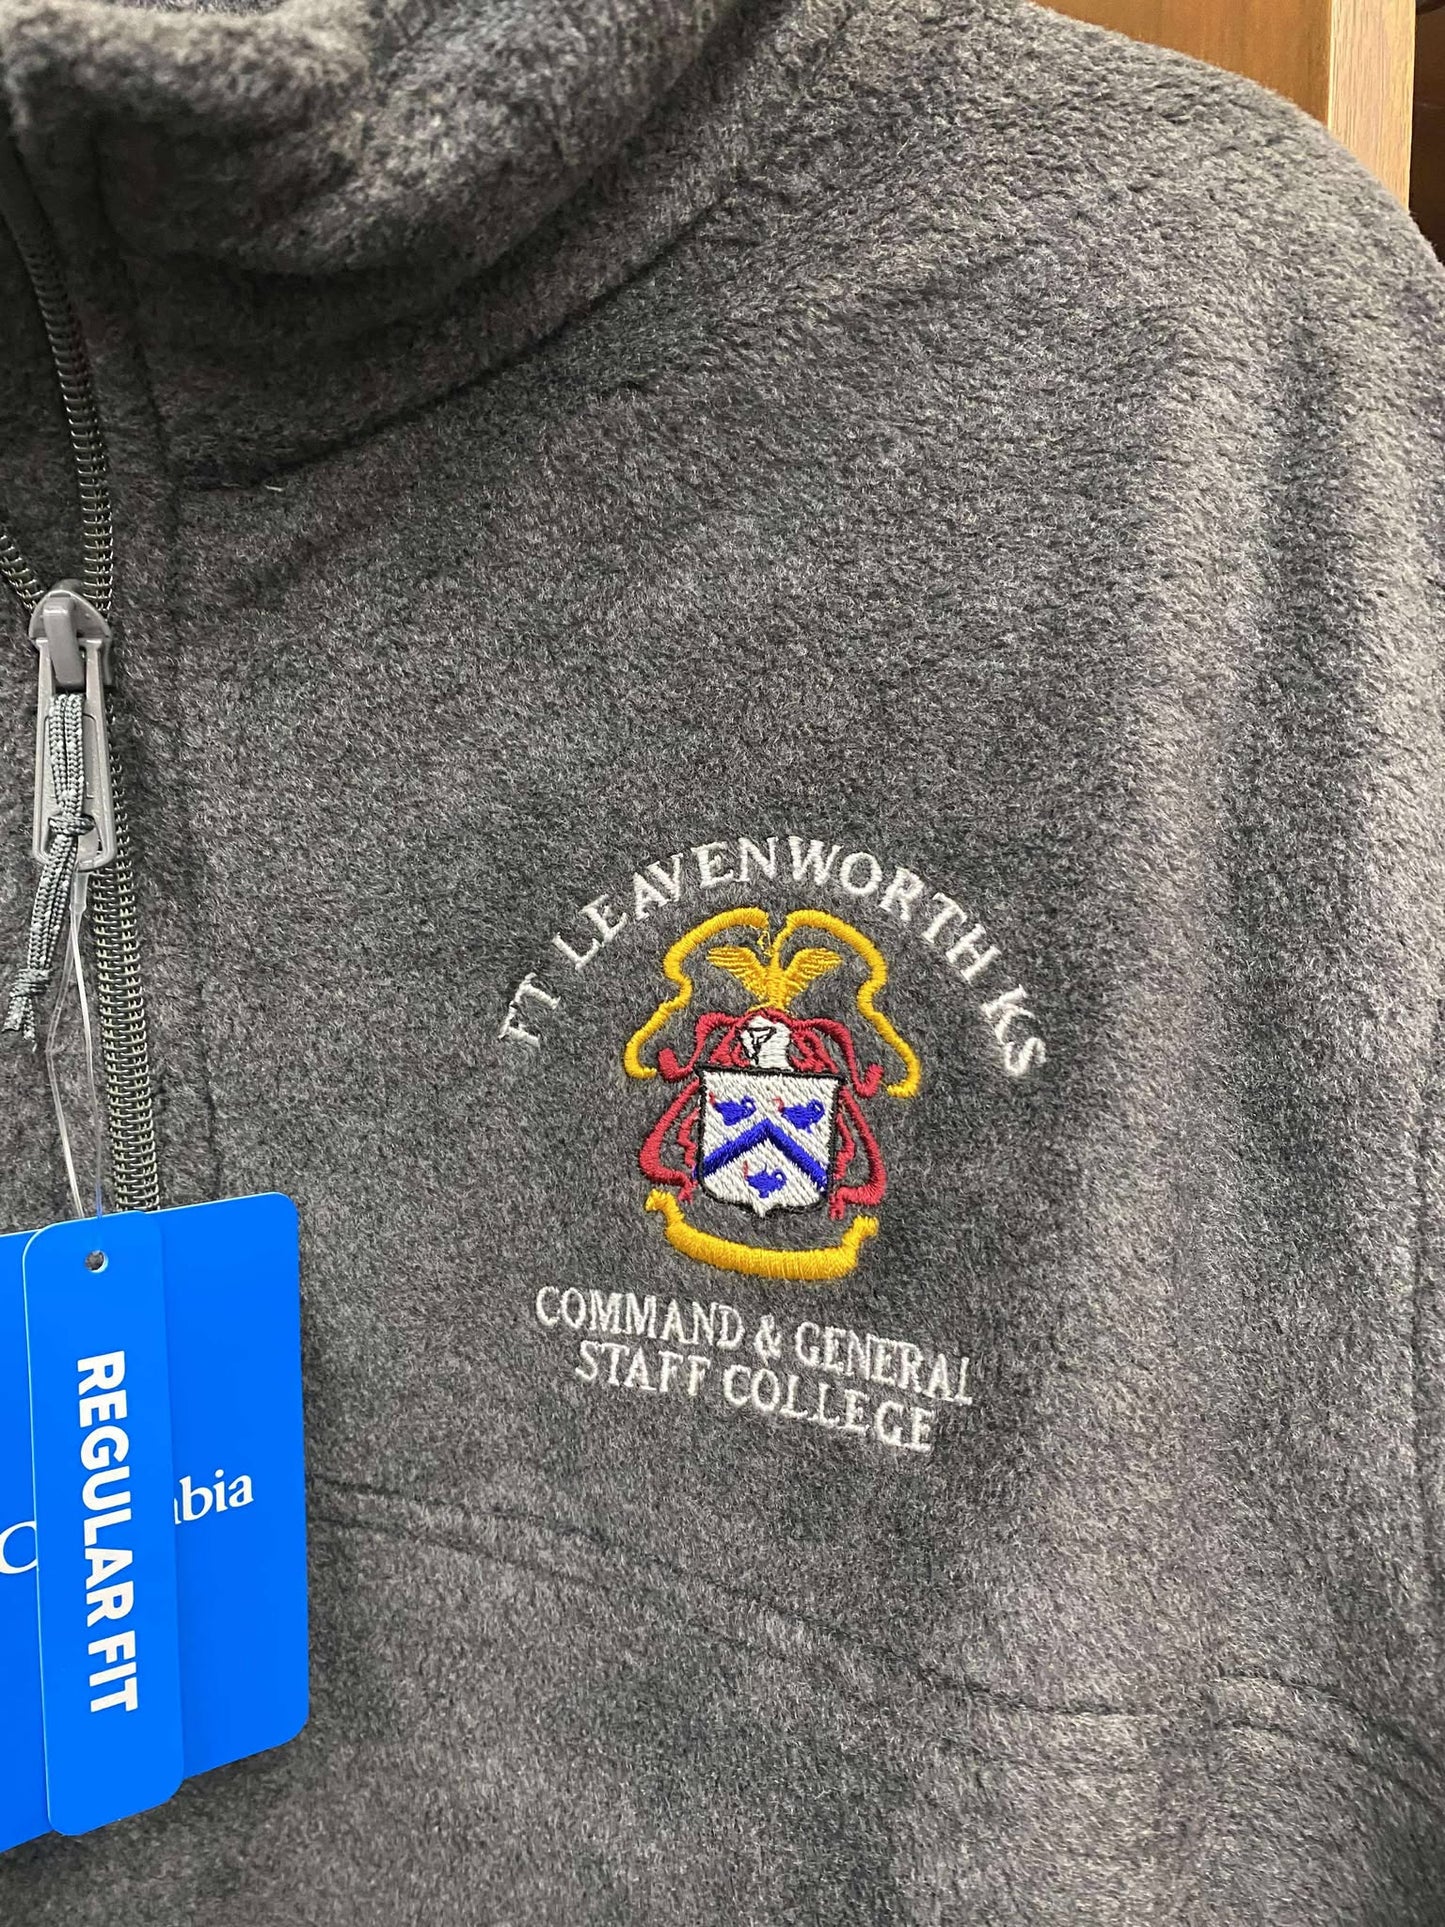 FT LEAVENWORTH KS
COMMAND & GENERAL
STAFF COLLEGE
REGULAR FIT